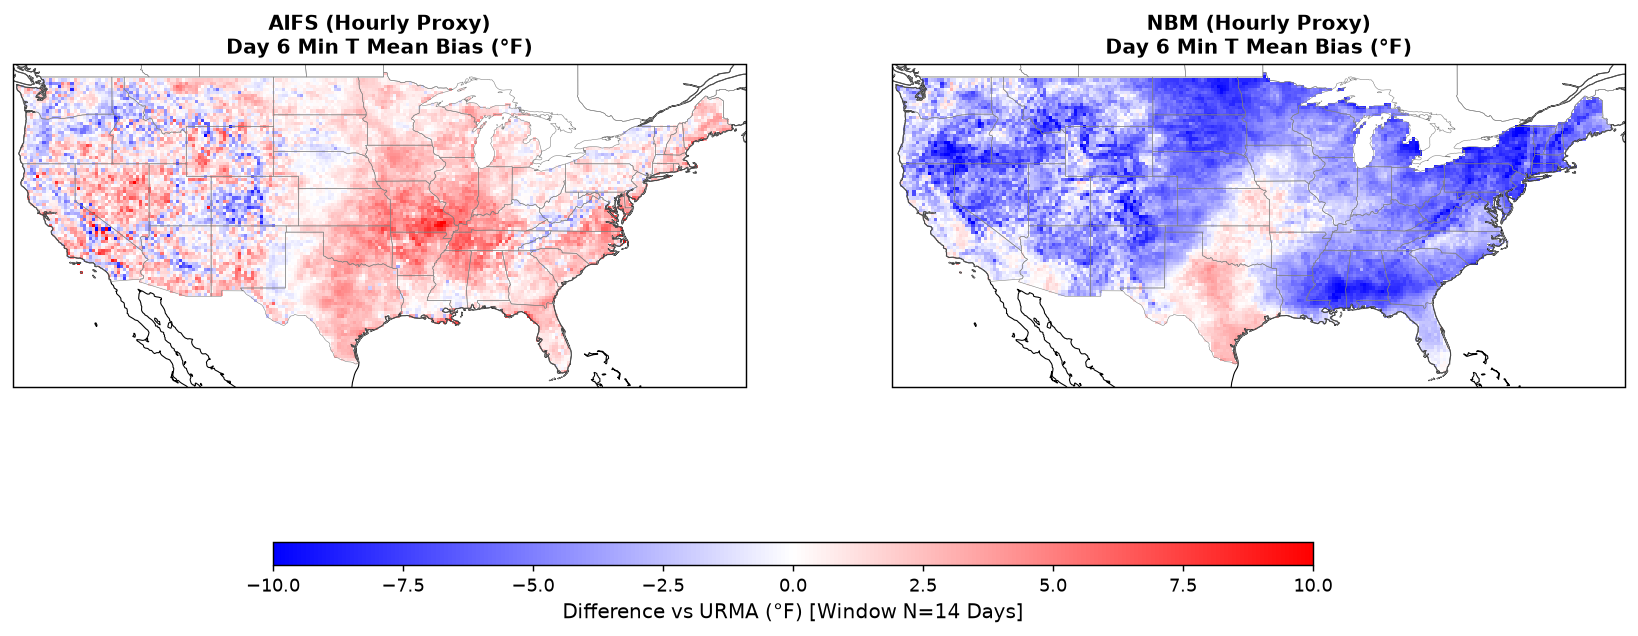 AIFS (Hourly Proxy)
Day 6 Min T Mean Bias (°F)
NBM (Hourly Proxy)
Day 6 Min T Mean Bias (°F)
−10.0 −7.5 −5.0 −2.5 0.0 2.5 5.0 7.5 10.0
Difference vs URMA (°F) [Window N=14 Days]